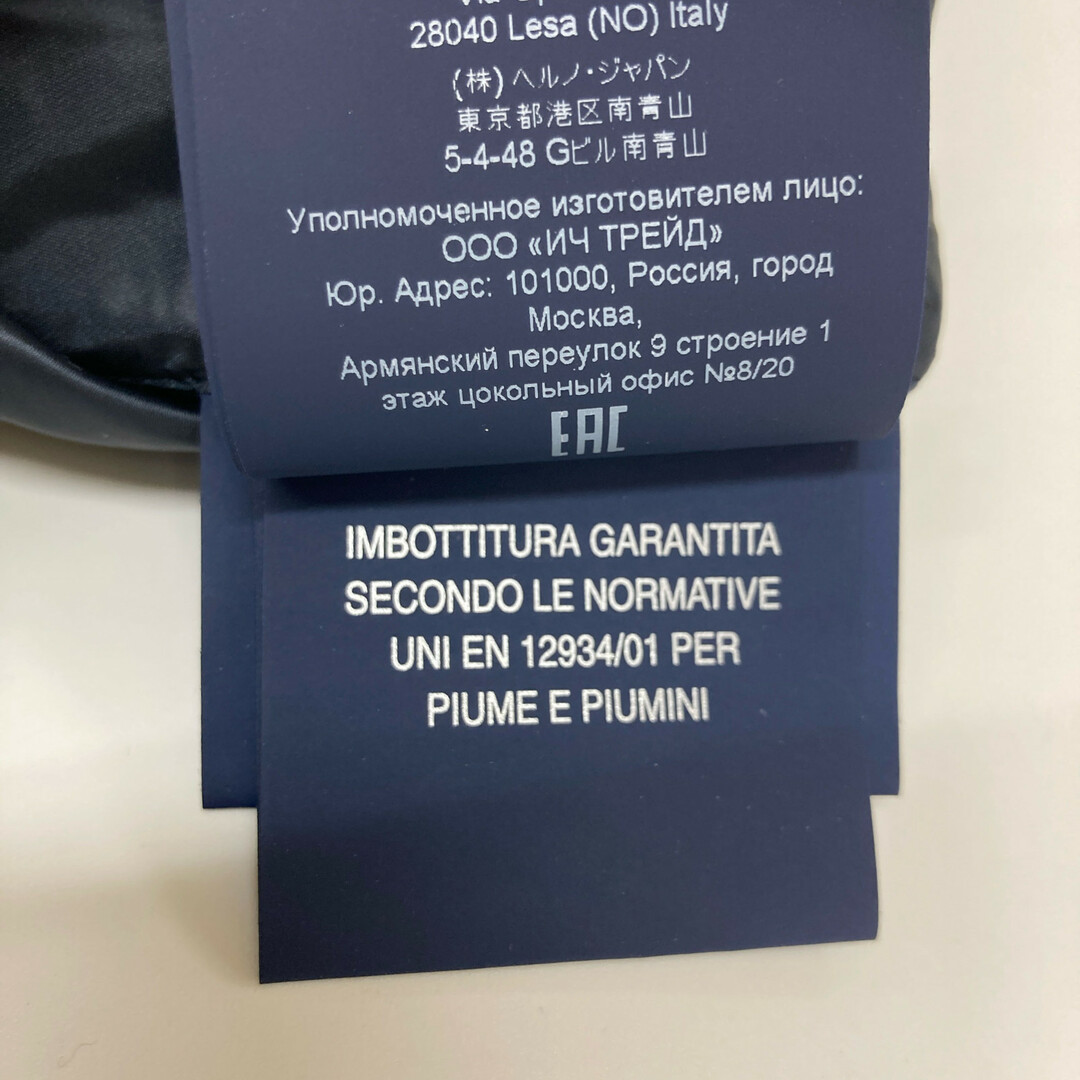 28040 Lesa (NO) Italy
(株) ヘルノ・ジャパン
東京都港区南青山
5-4-48 Gビル南青山
Уполномоченное изготовителем лицо:
ООО «ИЧ ТРЕЙД»
Юр. Адрес: 101000, Россия, город
Москва,
Армянский переулок 9 строение 1
этаж цокольный офис №8/20
EAC
IMBOTTITURA GARANTITA
SECONDO LE NORMATIVE
UNI EN 12934/01 PER
PIUME E PIUMINI